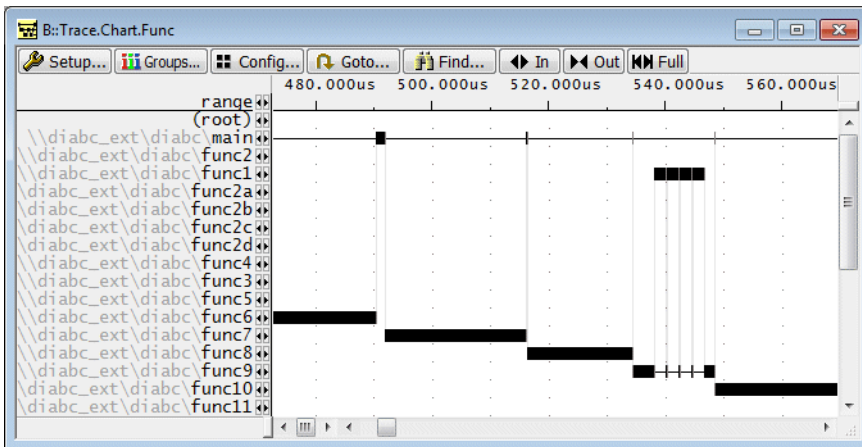 B::Trace.Chart.Func
Setup... Groups... Config... Goto... Find... In Out Full
480.000us 500.000us 520.000us 540.000us 560.000us
range
(root)
\\diabc_ext\diabc\main
\\diabc_ext\diabc\func2
\\diabc_ext\diabc\func1
\diabc_ext\diabc\func2a
\diabc_ext\diabc\func2b
\diabc_ext\diabc\func2c
\diabc_ext\diabc\func2d
\\diabc_ext\diabc\func4
\\diabc_ext\diabc\func3
\\diabc_ext\diabc\func5
\\diabc_ext\diabc\func6
\\diabc_ext\diabc\func7
\\diabc_ext\diabc\func8
\\diabc_ext\diabc\func9
\diabc_ext\diabc\func10
\diabc_ext\diabc\func11